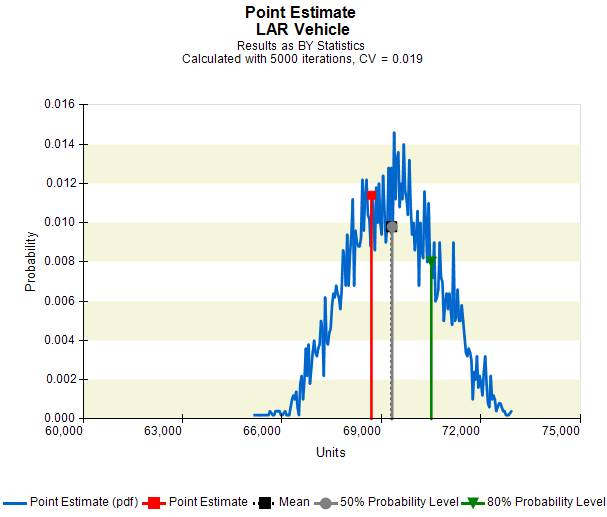 Point Estimate
LAR Vehicle
Results as BY Statistics
Calculated with 5000 iterations, CV = 0.019
0.016
0.014
0.012
0.010
0.008
0.006
0.004
0.002
0.000
Probability
60,000 63,000 66,000 69,000 72,000 75,000
Units
Point Estimate (pdf) Point Estimate Mean 50% Probability Level 80% Probability Level